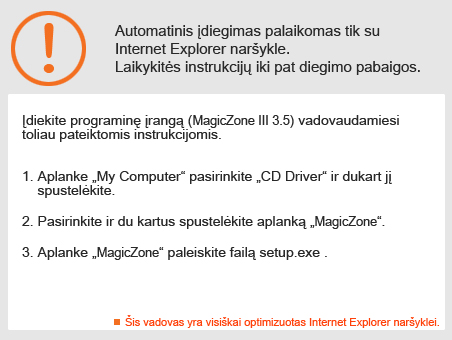 Automatinis įdiegimas palaikomas tik su
Internet Explorer naršykle.
Laikykitės instrukcijų iki pat diegimo pabaigos.
Įdiekite programinę įrangą (MagicZone III 3.5) vadovaudamiesi
toliau pateiktomis instrukcijomis.
1. Aplanke „My Computer“ pasirinkite „CD Driver“ ir dukart jį
spustelėkite.
2. Pasirinkite ir du kartus spustelėkite aplanką „MagicZone“.
3. Aplanke „MagicZone“ paleiskite failą setup.exe .
Šis vadovas yra visiškai optimizuotas Internet Explorer naršyklei.